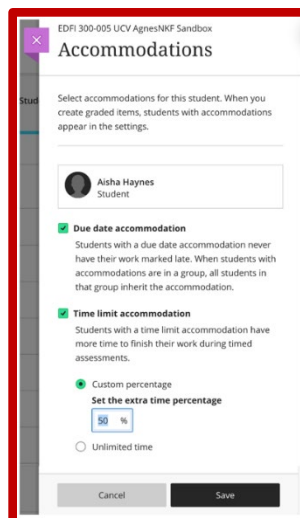 EDFI 300-005 UCV AgnesNKF Sandbox
Accommodations
Stud
Select accommodations for this student. When you
create graded items, students with accommodations
appear in the settings.
Aisha Haynes
Student
Due date accommodation
Students with a due date accommodation never
have their work marked late. When students with
accommodations are in a group, all students in
that group inherit the accommodation.
Time limit accommodation
Students with a time limit accommodation have
more time to finish their work during timed
assessments.
Custom percentage
Set the extra time percentage
50 %
Unlimited time
Cancel Save